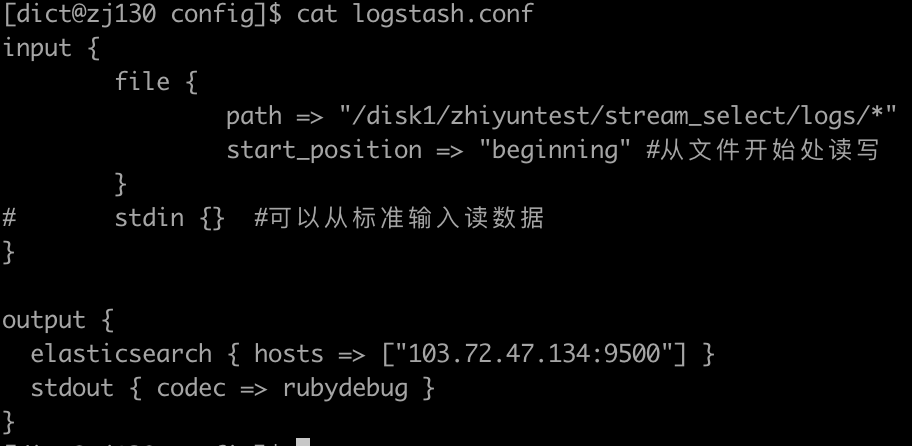 [dict@zj130 config]$ cat logstash.conf
input {
        file {
                path => "/disk1/zhiyuntest/stream_select/logs/*"
                start_position => "beginning" #从文件开始处读写
        }
#       stdin {}  #可以从标准输入读数据
}

output {
  elasticsearch { hosts => ["103.72.47.134:9500"] }
  stdout { codec => rubydebug }
}